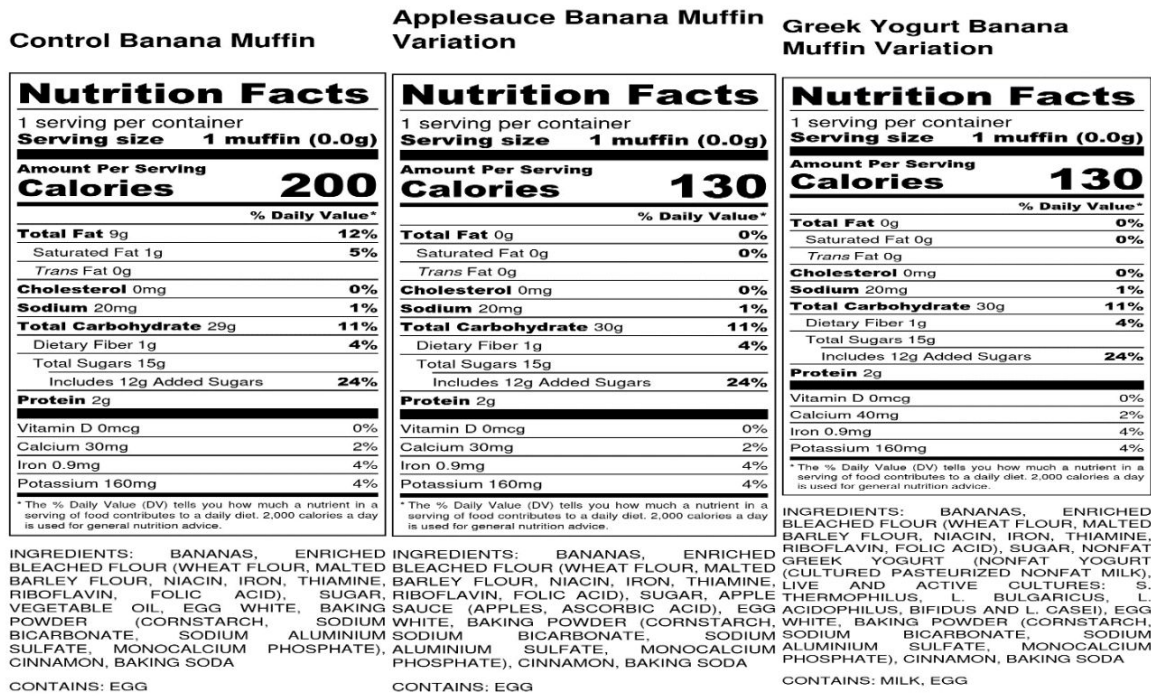 Control Banana Muffin
Nutrition Facts
1 serving per container
Serving size 1 muffin (0.0g)
Amount Per Serving
Calories 200
% Daily Value*
Total Fat 9g 12%
Saturated Fat 1g 5%
Trans Fat 0g
Cholesterol 0mg 0%
Sodium 20mg 1%
Total Carbohydrate 29g 11%
Dietary Fiber 1g 4%
Total Sugars 15g
Includes 12g Added Sugars 24%
Protein 2g
Vitamin D 0mcg 0%
Calcium 30mg 2%
Iron 0.9mg 4%
Potassium 160mg 4%
* The % Daily Value (DV) tells you how much a nutrient in a
serving of food contributes to a daily diet. 2,000 calories a day
is used for general nutrition advice.
INGREDIENTS: BANANAS, ENRICHED
BLEACHED FLOUR (WHEAT FLOUR, MALTED
BARLEY FLOUR, NIACIN, IRON, THIAMINE,
RIBOFLAVIN, FOLIC ACID), SUGAR,
VEGETABLE OIL, EGG WHITE, BAKING
POWDER (CORNSTARCH, SODIUM
BICARBONATE, SODIUM ALUMINIUM
SULFATE, MONOCALCIUM PHOSPHATE),
CINNAMON, BAKING SODA
CONTAINS: EGG
Applesauce Banana Muffin
Variation
Nutrition Facts
1 serving per container
Serving size 1 muffin (0.0g)
Amount Per Serving
Calories 130
% Daily Value*
Total Fat 0g 0%
Saturated Fat 0g 0%
Trans Fat 0g
Cholesterol 0mg 0%
Sodium 20mg 1%
Total Carbohydrate 30g 11%
Dietary Fiber 1g 4%
Total Sugars 15g
Includes 12g Added Sugars 24%
Protein 2g
Vitamin D 0mcg 0%
Calcium 30mg 2%
Iron 0.9mg 4%
Potassium 160mg 4%
* The % Daily Value (DV) tells you how much a nutrient in a
serving of food contributes to a daily diet. 2,000 calories a day
is used for general nutrition advice.
INGREDIENTS: BANANAS, ENRICHED
BLEACHED FLOUR (WHEAT FLOUR, MALTED
BARLEY FLOUR, NIACIN, IRON, THIAMINE,
RIBOFLAVIN, FOLIC ACID), SUGAR, APPLE
SAUCE (APPLES, ASCORBIC ACID), EGG
WHITE, BAKING POWDER (CORNSTARCH,
SODIUM BICARBONATE, SODIUM
ALUMINIUM SULFATE, MONOCALCIUM
PHOSPHATE), CINNAMON, BAKING SODA
CONTAINS: EGG
Greek Yogurt Banana
Muffin Variation
Nutrition Facts
1 serving per container
Serving size 1 muffin (0.0g)
Amount Per Serving
Calories 130
% Daily Value*
Total Fat 0g 0%
Saturated Fat 0g 0%
Trans Fat 0g
Cholesterol 0mg 0%
Sodium 20mg 1%
Total Carbohydrate 30g 11%
Dietary Fiber 1g 4%
Total Sugars 15g
Includes 12g Added Sugars 24%
Protein 2g
Vitamin D 0mcg 0%
Calcium 40mg 2%
Iron 0.9mg 4%
Potassium 160mg 4%
* The % Daily Value (DV) tells you how much a nutrient in a
serving of food contributes to a daily diet. 2,000 calories a day
is used for general nutrition advice.
INGREDIENTS: BANANAS, ENRICHED
BLEACHED FLOUR (WHEAT FLOUR, MALTED
BARLEY FLOUR, NIACIN, IRON, THIAMINE,
RIBOFLAVIN, FOLIC ACID), SUGAR, NONFAT
GREEK YOGURT (NONFAT YOGURT
(CULTURED PASTEURIZED NONFAT MILK),
LIVE AND ACTIVE CULTURES: S.
THERMOPHILUS, L. BULGARICUS, L.
ACIDOPHILUS, BIFIDUS AND L. CASEI), EGG
WHITE, BAKING POWDER (CORNSTARCH,
SODIUM BICARBONATE, SODIUM
ALUMINIUM SULFATE, MONOCALCIUM
PHOSPHATE), CINNAMON, BAKING SODA
CONTAINS: MILK, EGG